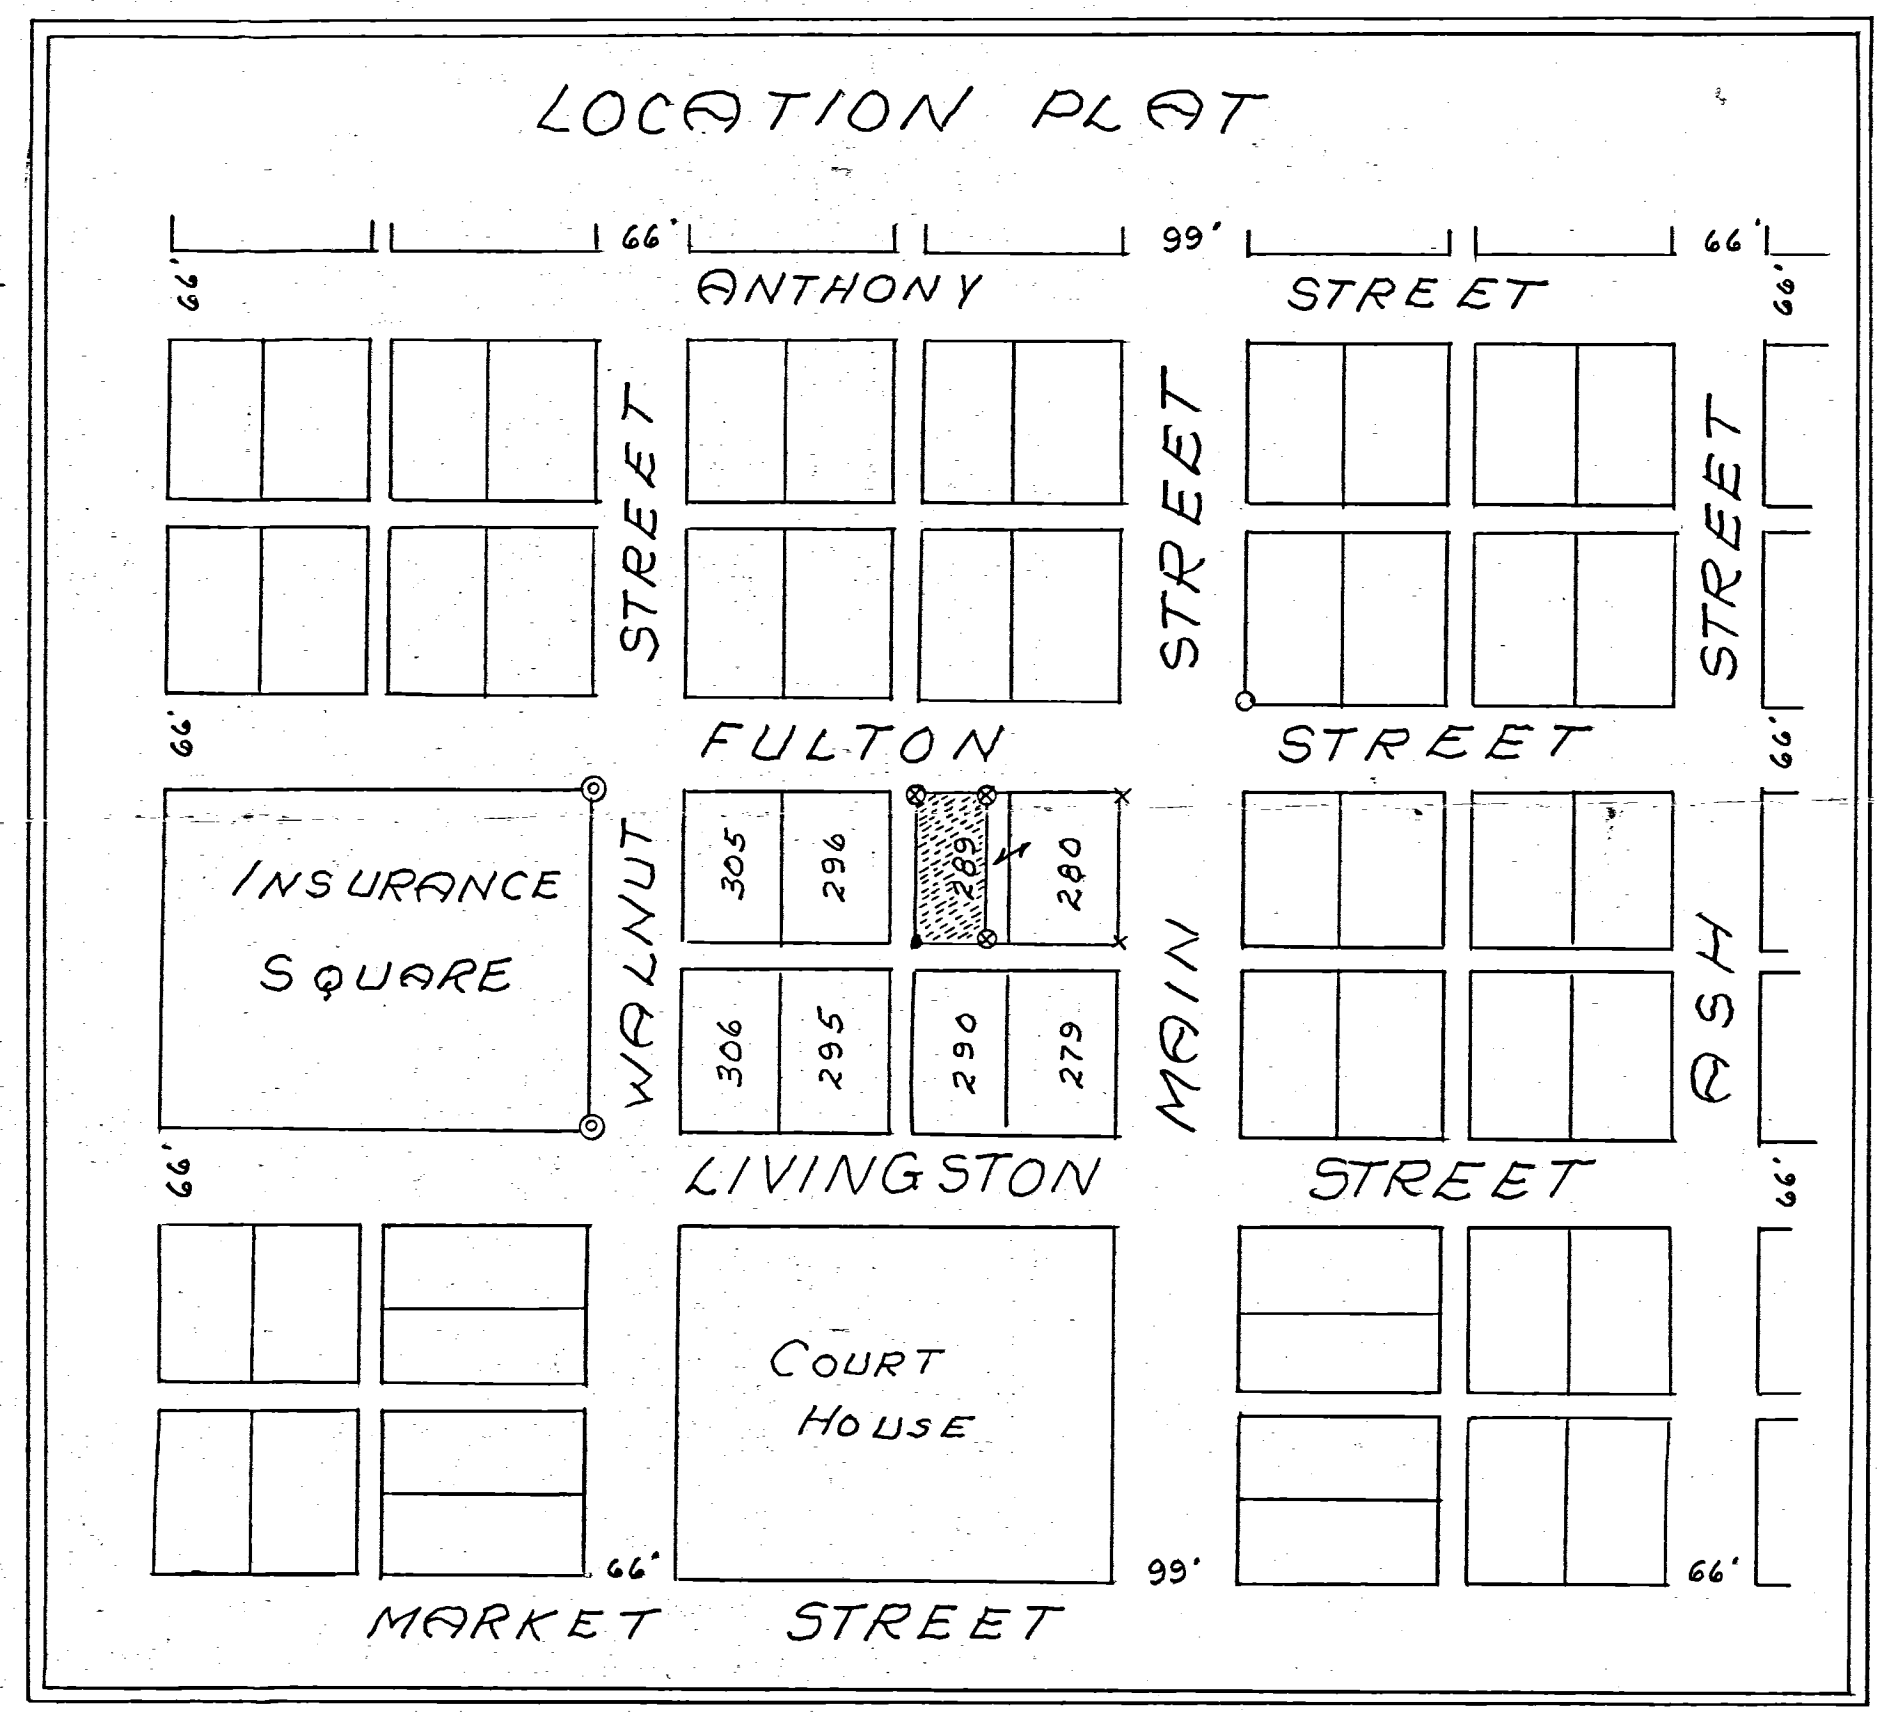 LOCATION PLAT
66' 99' 66'
66' 66'
ANTHONY STREET
STREET
STREET
STREET
66' 66'
FULTON STREET
INSURANCE
SQUARE
WALNUT
305
296
289
280
306
295
290
279
MAIN
ASH
66' 66'
LIVINGSTON STREET
COURT
HOUSE
66' 99' 66'
MARKET STREET